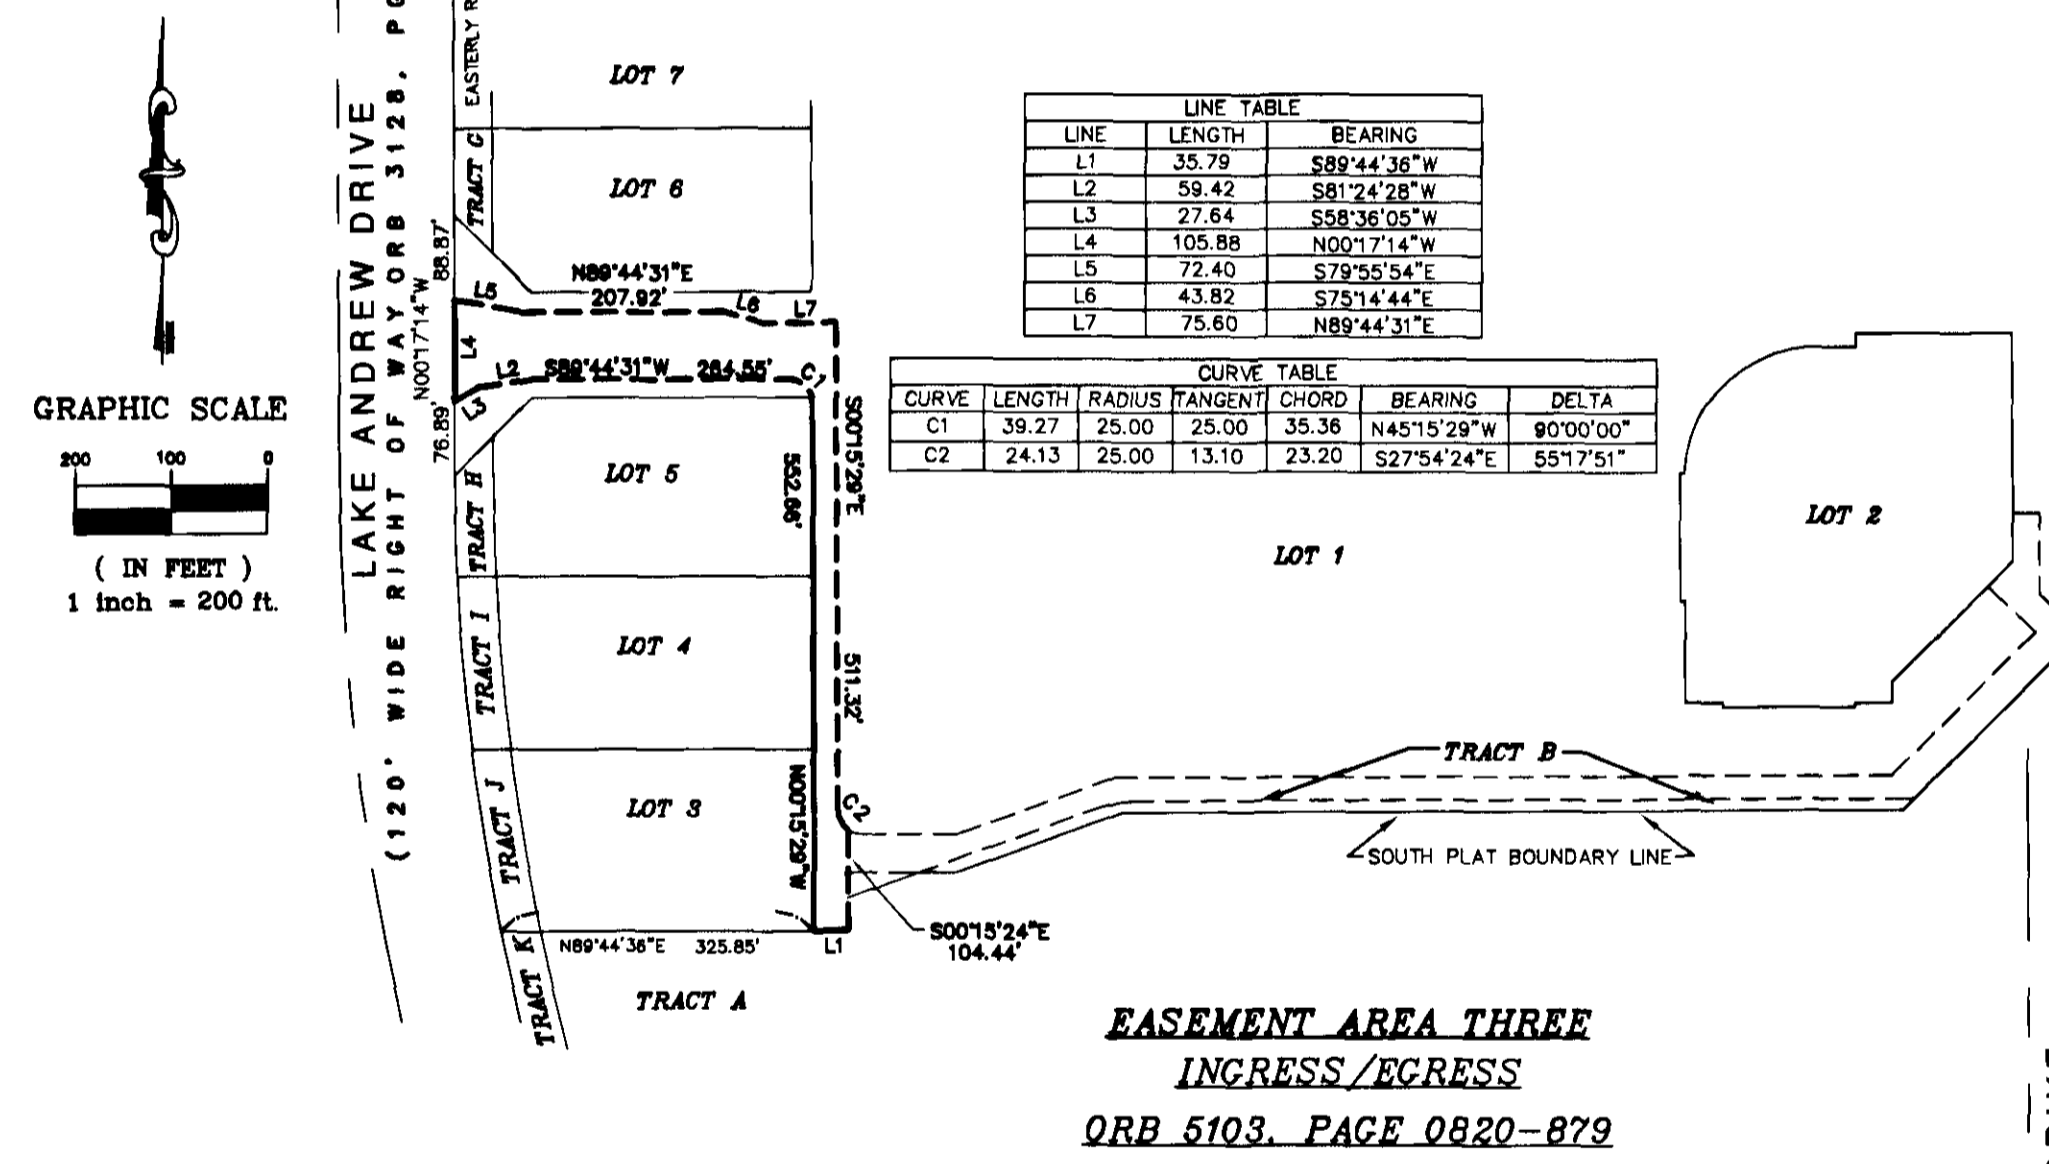 GRAPHIC SCALE
200 100 0
( IN FEET )
1 inch = 200 ft.
LAKE ANDREW DRIVE
(120' WIDE RIGHT OF WAY ORB 3128,
EASTERLY
LOT 7
TRACT G
LOT 6
88.87'
N00°17'14"W
76.89'
N89°44'31"E
207.92'
L5
L6
L7
L4
L3
L2
S89°44'31"W 264.55'
C1
S00°15'29"E
552.66'
LOT 5
TRACT H
LOT 4
TRACT I
511.32'
LOT 3
TRACT J
N00°15'29"W
C2
TRACT K
N89°44'36"E 325.85'
L1
S00°15'24"E
104.44'
TRACT A
LINE TABLE
LINE LENGTH BEARING
L1 35.79 S89°44'36"W
L2 59.42 S81°24'28"W
L3 27.64 S58°36'05"W
L4 105.88 N00°17'14"W
L5 72.40 S79°55'54"E
L6 43.82 S75°14'44"E
L7 75.60 N89°44'31"E
CURVE TABLE
CURVE LENGTH RADIUS TANGENT CHORD BEARING DELTA
C1 39.27 25.00 25.00 35.36 N45°15'29"W 90°00'00"
C2 24.13 25.00 13.10 23.20 S27°54'24"E 55°17'51"
LOT 1
LOT 2
TRACT B
SOUTH PLAT BOUNDARY LINE
EASEMENT AREA THREE
INGRESS/EGRESS
ORB 5103, PAGE 0820-879